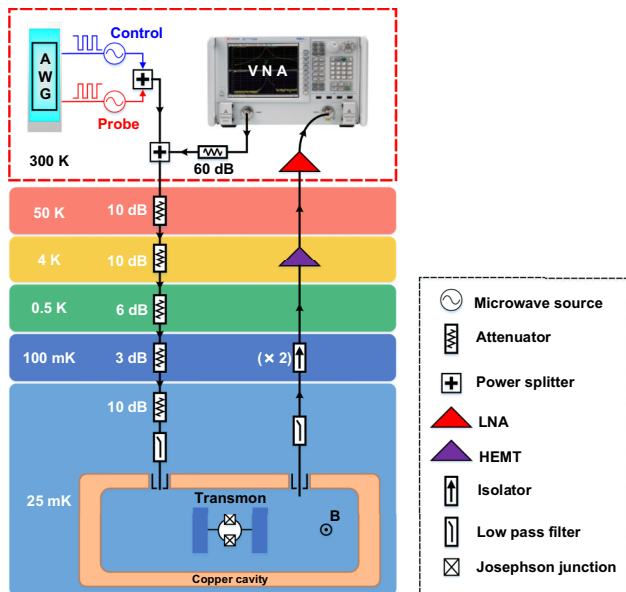 Control
A
W
G
Probe
VNA
60 dB
300 K
50 K
10 dB
4 K
10 dB
0.5 K
6 dB
100 mK
3 dB
(× 2)
10 dB
25 mK
Transmon
B
Copper cavity
Microwave source
Attenuator
Power splitter
LNA
HEMT
Isolator
Low pass filter
Josephson junction